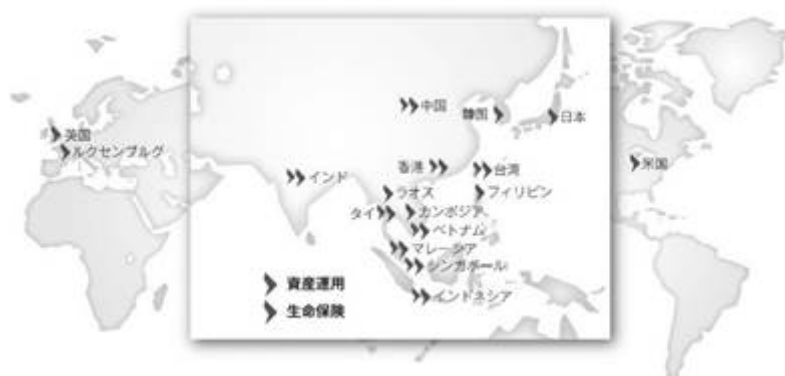 中国
韓国
日本
英国
ルクセンブルグ
香港
台湾
米国
インド
ラオス
フィリピン
タイ
カンボジア
ベトナム
マレーシア
シンガポール
資産運用
インドネシア
生命保険